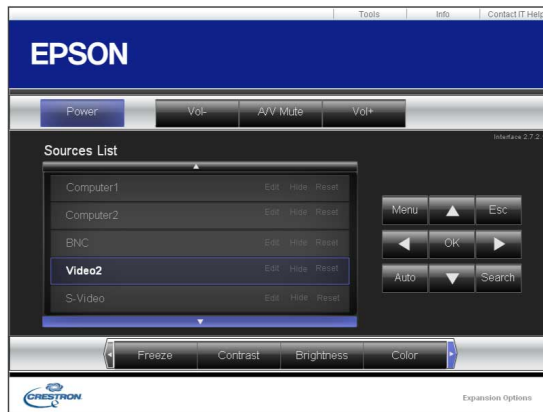 Tools Info Contact IT Help
EPSON
Power Vol- A/V Mute Vol+
Interface 2.7.2
Sources List
Computer1 Edit Hide Reset
Computer2 Edit Hide Reset
BNC Edit Hide Reset
Video2 Edit Hide Reset
S-Video Edit Hide Reset
Menu Esc
OK
Auto Search
Freeze Contrast Brightness Color
CRESTRON Expansion Options